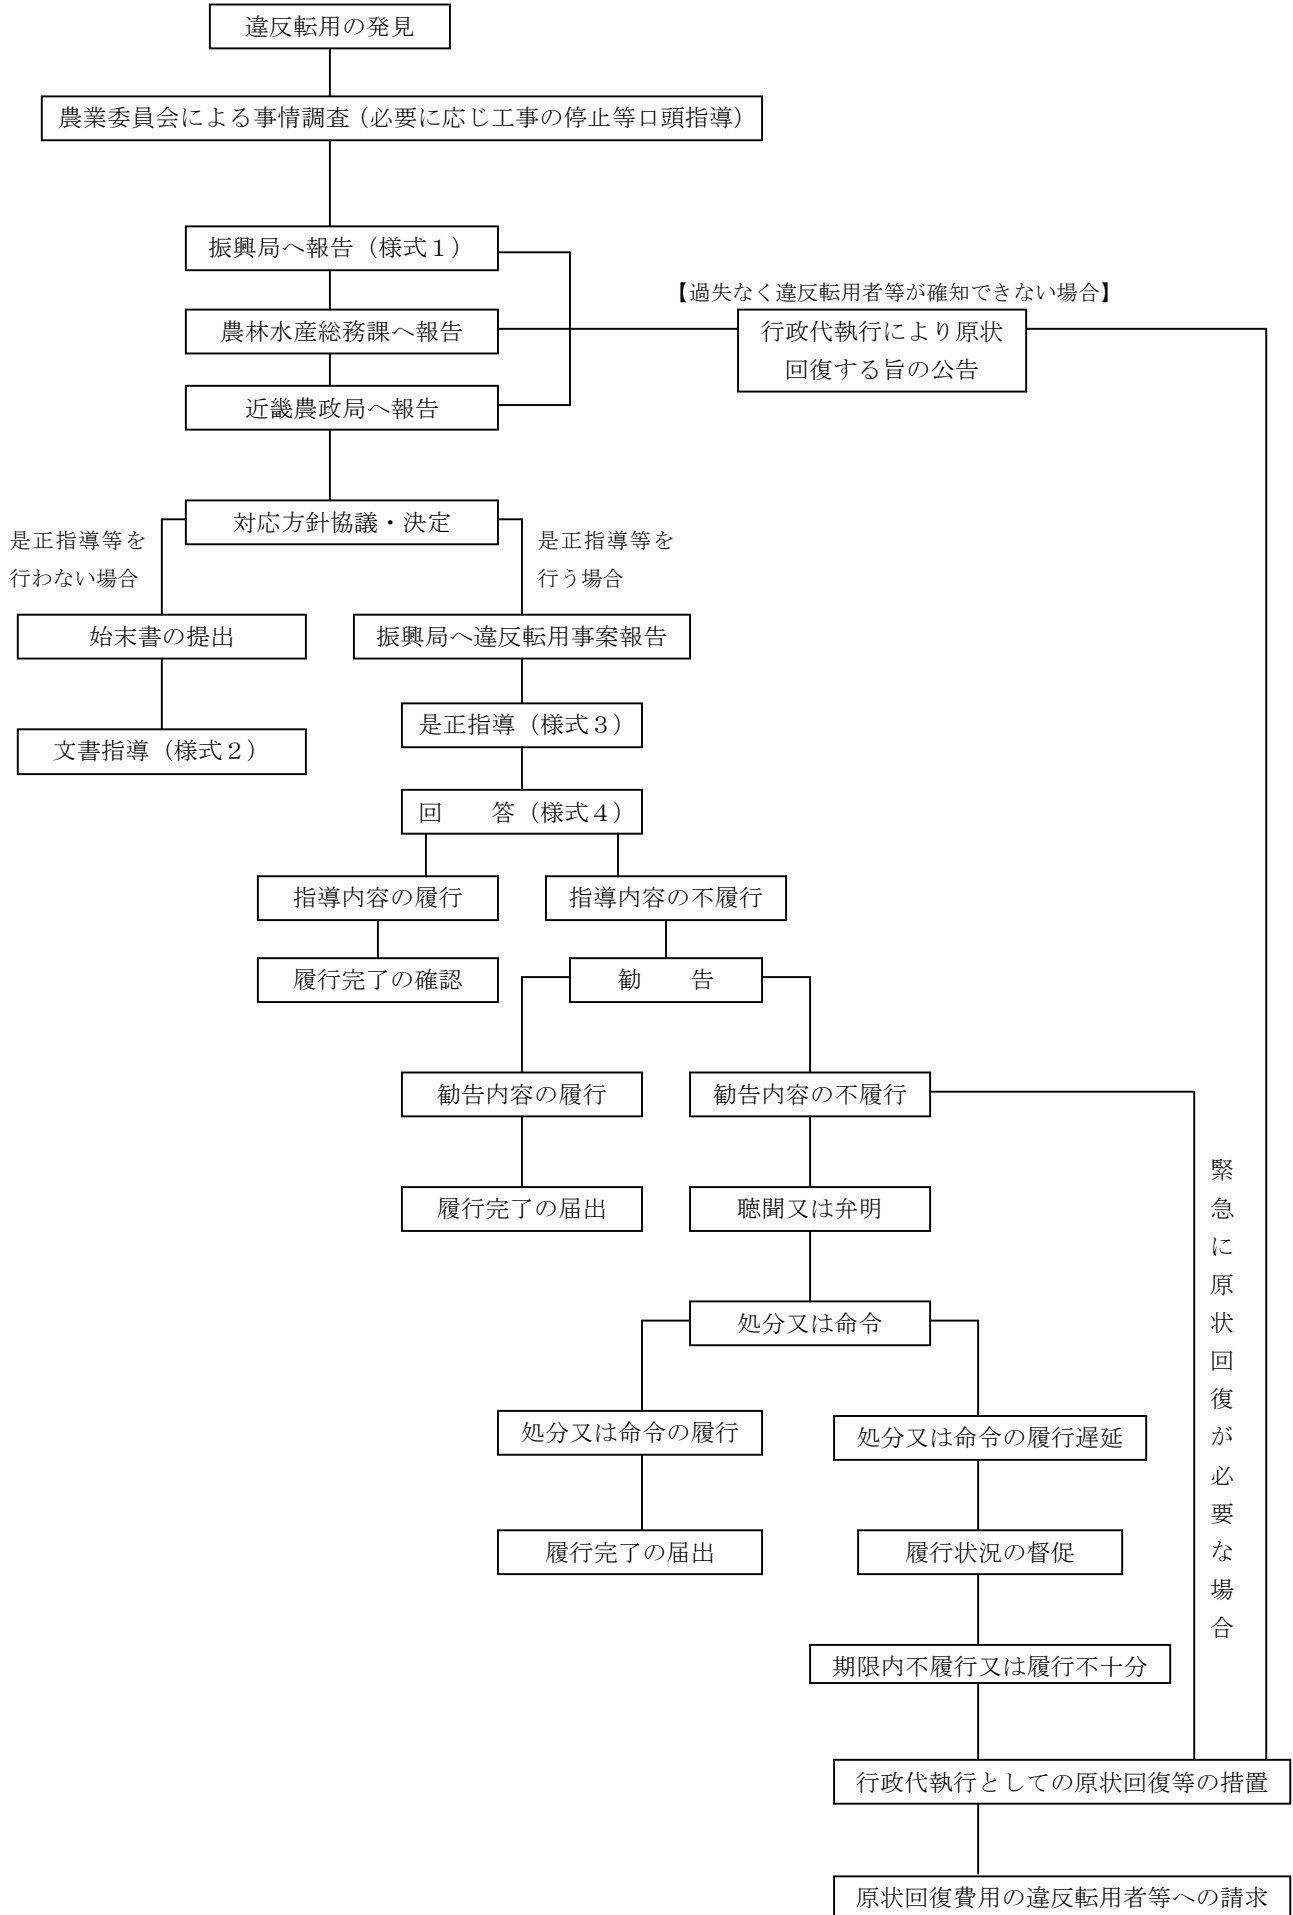 違反転用の発見
農業委員会による事情調査（必要に応じ工事の停止等口頭指導）
振興局へ報告（様式１）
【過失なく違反転用者等が確知できない場合】
農林水産総務課へ報告
行政代執行により原状
回復する旨の公告
近畿農政局へ報告
対応方針協議・決定
是正指導等を
行わない場合
是正指導等を
行う場合
始末書の提出
振興局へ違反転用事案報告
是正指導（様式３）
文書指導（様式２）
回　　答（様式４）
指導内容の履行
指導内容の不履行
履行完了の確認
勧　　告
勧告内容の履行
勧告内容の不履行
緊急に原状回復が必要な場合
履行完了の届出
聴聞又は弁明
処分又は命令
処分又は命令の履行
処分又は命令の履行遅延
履行完了の届出
履行状況の督促
期限内不履行又は履行不十分
行政代執行としての原状回復等の措置
原状回復費用の違反転用者等への請求